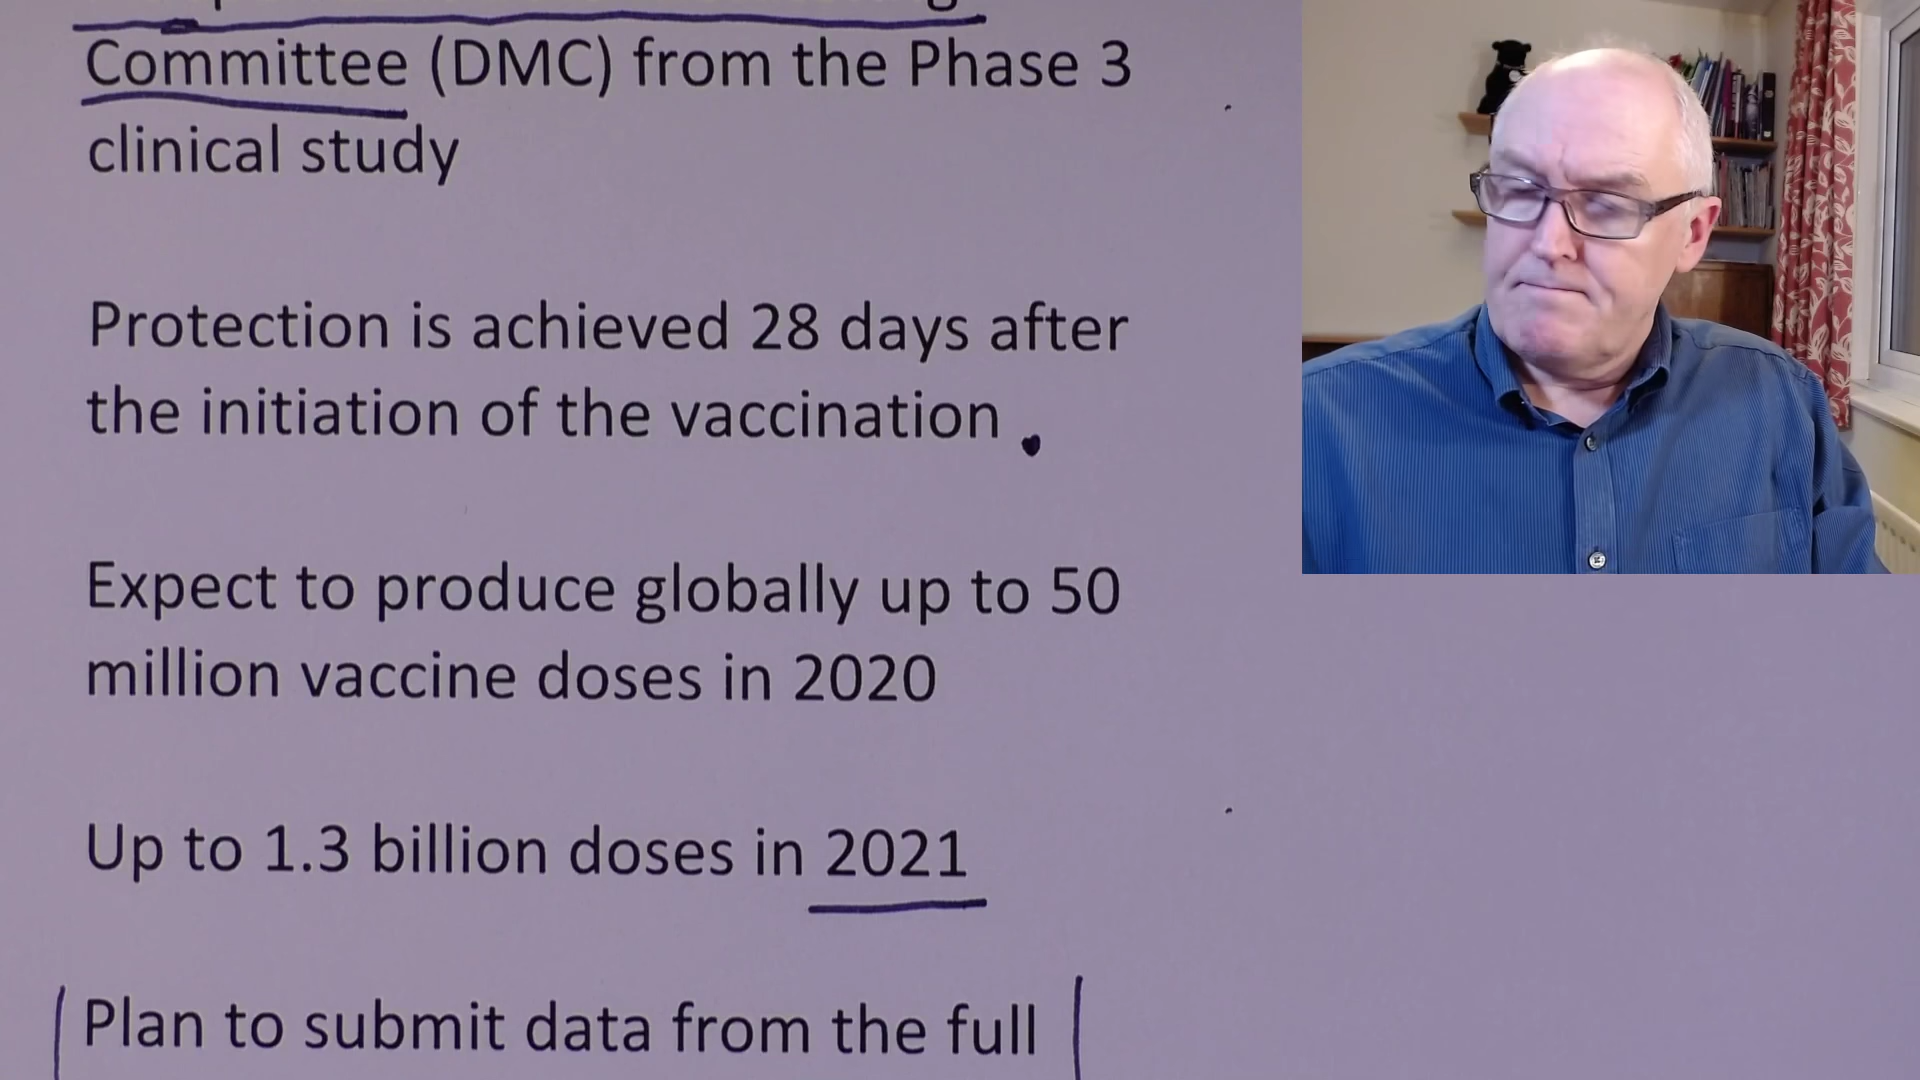 Committee (DMC) from the Phase 3
clinical study
Protection is achieved 28 days after
the initiation of the vaccination.
Expect to produce globally up to 50
million vaccine doses in 2020
Up to 1.3 billion doses in 2021
Plan to submit data from the full